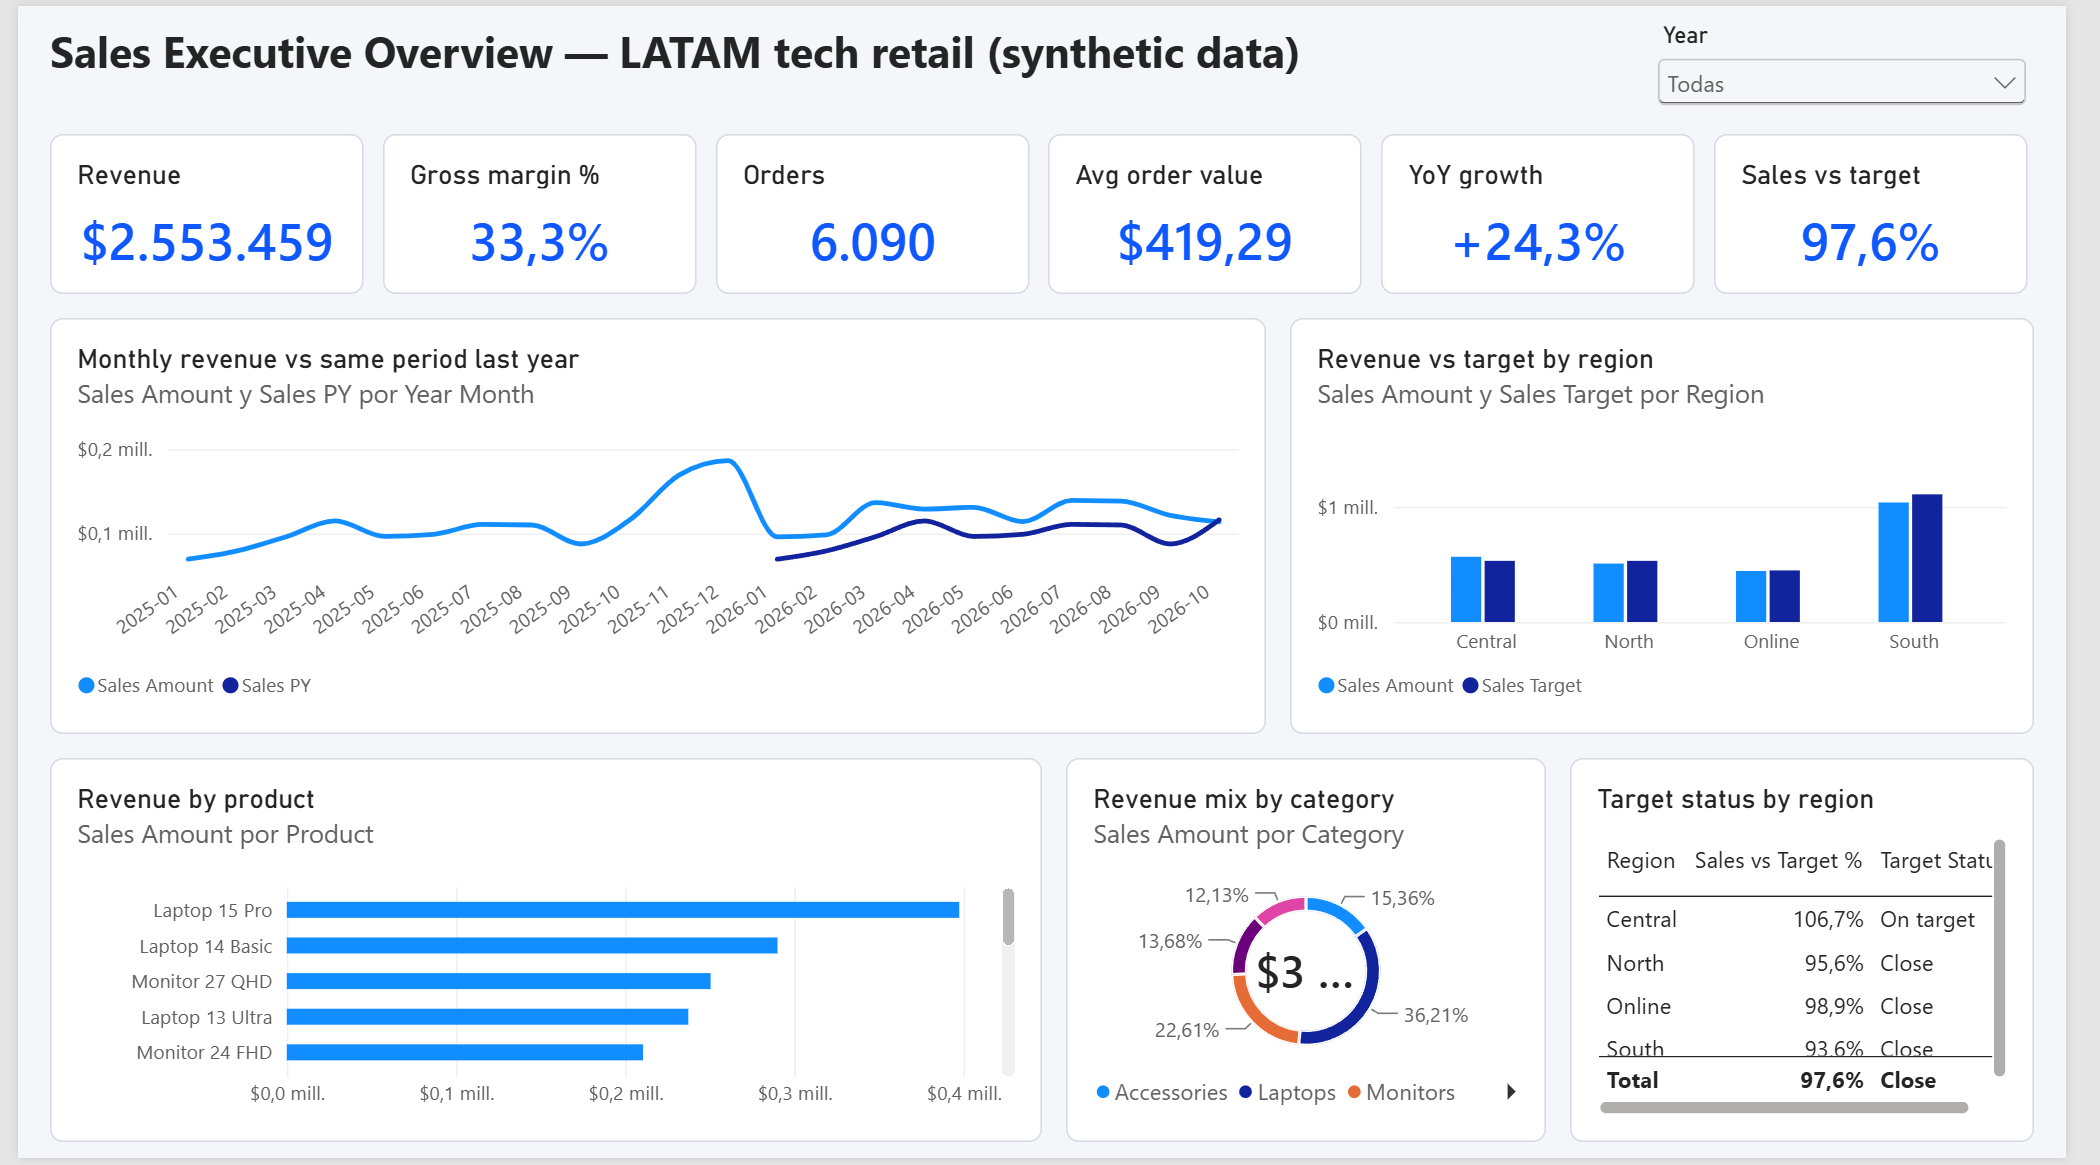 Sales Executive Overview — LATAM tech retail (synthetic data)
Year
Todas
Revenue
$2.553.459
Gross margin %
33,3%
Orders
6.090
Avg order value
$419,29
YoY growth
+24,3%
Sales vs target
97,6%
Monthly revenue vs same period last year
Sales Amount y Sales PY por Year Month
$0,2 mill.
$0,1 mill.
2025-01
2025-02
2025-03
2025-04
2025-05
2025-06
2025-07
2025-08
2025-09
2025-10
2025-11
2025-12
2026-01
2026-02
2026-03
2026-04
2026-05
2026-06
2026-07
2026-08
2026-09
2026-10
Sales Amount Sales PY
Revenue vs target by region
Sales Amount y Sales Target por Region
$1 mill.
$0 mill.
Central North Online South
Sales Amount Sales Target
Revenue by product
Sales Amount por Product
Laptop 15 Pro
Laptop 14 Basic
Monitor 27 QHD
Laptop 13 Ultra
Monitor 24 FHD
$0,0 mill. $0,1 mill. $0,2 mill. $0,3 mill. $0,4 mill.
Revenue mix by category
Sales Amount por Category
12,13%
15,36%
13,68%
$3 ...
36,21%
22,61%
Accessories Laptops Monitors
Target status by region
Region Sales vs Target % Target Statu
Central 106,7% On target
North 95,6% Close
Online 98,9% Close
South 93,6% Close
Total 97,6% Close